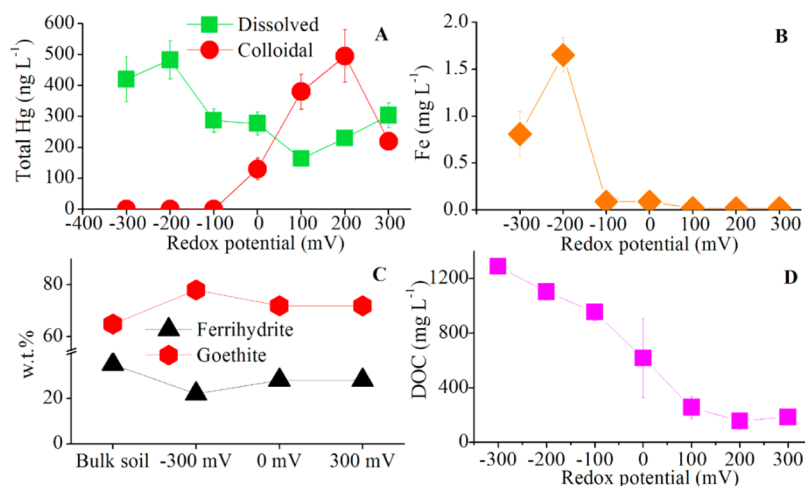 A
Dissolved
Colloidal
Total Hg (ng L⁻¹)
600
500
400
300
200
100
0
-400 -300 -200 -100 0 100 200 300
Redox potential (mV)
B
Fe (mg L⁻¹)
2.0
1.5
1.0
0.5
0.0
-300 -200 -100 0 100 200 300
Redox potential (mV)
C
Ferrihydrite
Goethite
w.t.%
80
60
20
0
Bulk soil -300 mV 0 mV 300 mV
D
DOC (mg L⁻¹)
1200
800
400
0
-300 -200 -100 0 100 200 300
Redox potential (mV)